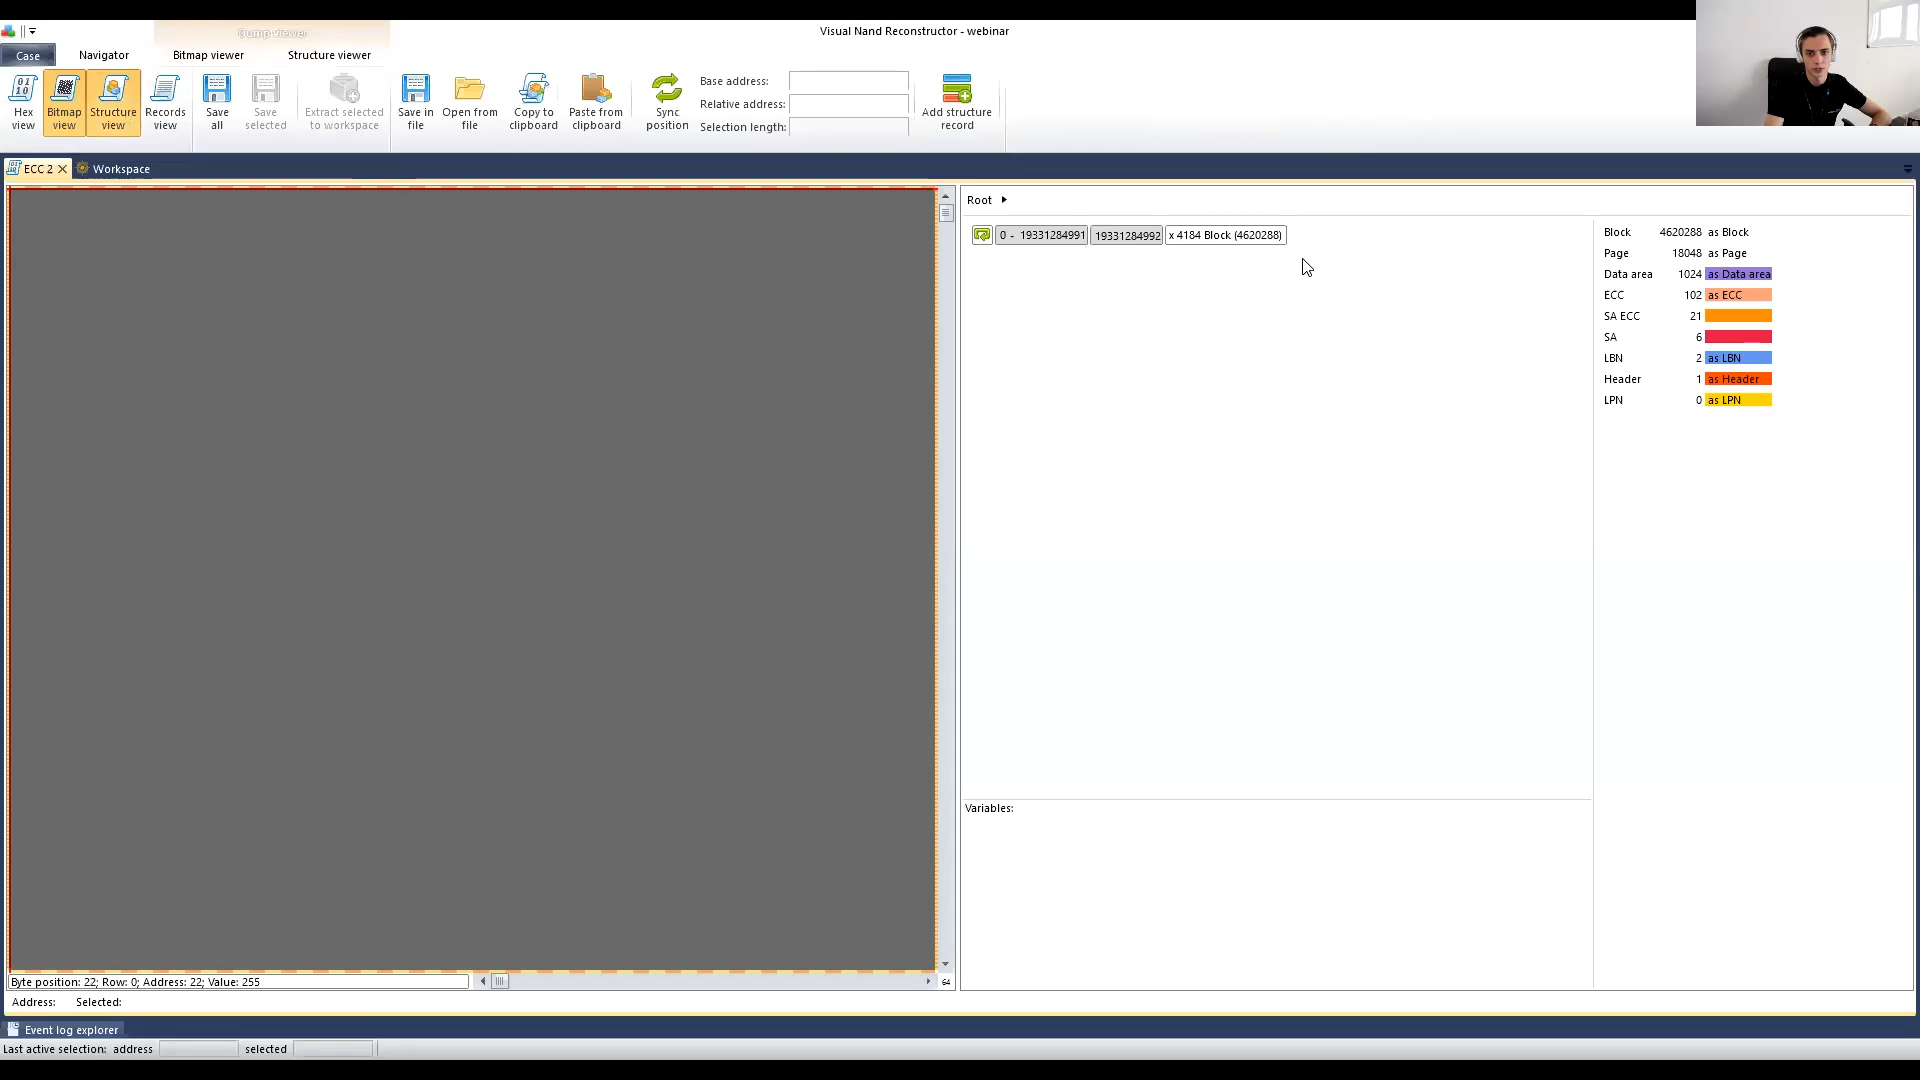 Dump viewer
Visual Nand Reconstructor - webinar
Case Navigator Bitmap viewer Structure viewer
Hex view
Bitmap view
Structure view
Records view
Save all
Save selected
Extract selected to workspace
Save in file
Open from file
Copy to clipboard
Paste from clipboard
Sync position
Base address:
Relative address:
Selection length:
Add structure record
ECC 2 Workspace
Root
0 - 19331284991 19331284992 x 4184 Block (4620288)
Block 4620288 as Block
Page 18048 as Page
Data area 1024 as Data area
ECC 102 as ECC
SA ECC 21
SA 6
LBN 2 as LBN
Header 1 as Header
LPN 0 as LPN
Variables:
Byte position: 22; Row: 0; Address: 22; Value: 255
64
Address: Selected:
Event log explorer
Last active selection: address selected